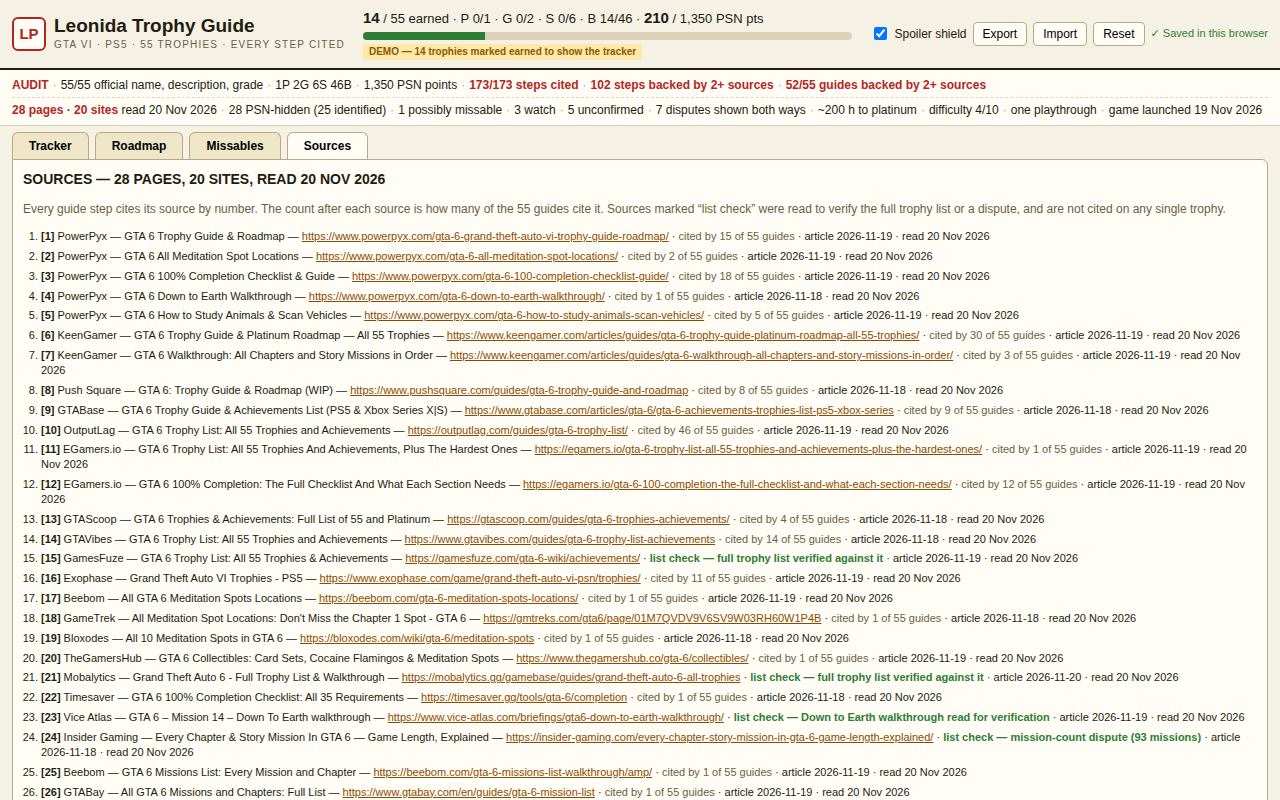 LP
Leonida Trophy Guide
GTA VI · PS5 · 55 TROPHIES · EVERY STEP CITED
14 / 55 earned · P 0/1 · G 0/2 · S 0/6 · B 14/46 · 210 / 1,350 PSN pts
DEMO — 14 trophies marked earned to show the tracker
Spoiler shield
Export
Import
Reset
✓ Saved in this browser
AUDIT · 55/55 official name, description, grade · 1P 2G 6S 46B · 1,350 PSN points · 173/173 steps cited · 102 steps backed by 2+ sources · 52/55 guides backed by 2+ sources
28 pages · 20 sites read 20 Nov 2026 · 28 PSN-hidden (25 identified) · 1 possibly missable · 3 watch · 5 unconfirmed · 7 disputes shown both ways · ~200 h to platinum · difficulty 4/10 · one playthrough · game launched 19 Nov 2026
Tracker
Roadmap
Missables
Sources
SOURCES — 28 PAGES, 20 SITES, READ 20 NOV 2026
Every guide step cites its source by number. The count after each source is how many of the 55 guides cite it. Sources marked “list check” were read to verify the full trophy list or a dispute, and are not cited on any single trophy.
1. [1] PowerPyx — GTA 6 Trophy Guide & Roadmap — https://www.powerpyx.com/gta-6-grand-theft-auto-vi-trophy-guide-roadmap/ · cited by 15 of 55 guides · article 2026-11-19 · read 20 Nov 2026
2. [2] PowerPyx — GTA 6 All Meditation Spot Locations — https://www.powerpyx.com/gta-6-all-meditation-spot-locations/ · cited by 2 of 55 guides · article 2026-11-19 · read 20 Nov 2026
3. [3] PowerPyx — GTA 6 100% Completion Checklist & Guide — https://www.powerpyx.com/gta-6-100-completion-checklist-guide/ · cited by 18 of 55 guides · article 2026-11-19 · read 20 Nov 2026
4. [4] PowerPyx — GTA 6 Down to Earth Walkthrough — https://www.powerpyx.com/gta-6-down-to-earth-walkthrough/ · cited by 1 of 55 guides · article 2026-11-18 · read 20 Nov 2026
5. [5] PowerPyx — GTA 6 How to Study Animals & Scan Vehicles — https://www.powerpyx.com/gta-6-how-to-study-animals-scan-vehicles/ · cited by 5 of 55 guides · article 2026-11-19 · read 20 Nov 2026
6. [6] KeenGamer — GTA 6 Trophy Guide & Platinum Roadmap — All 55 Trophies — https://www.keengamer.com/articles/guides/gta-6-trophy-guide-platinum-roadmap-all-55-trophies/ · cited by 30 of 55 guides · article 2026-11-19 · read 20 Nov 2026
7. [7] KeenGamer — GTA 6 Walkthrough: All Chapters and Story Missions in Order — https://www.keengamer.com/articles/guides/gta-6-walkthrough-all-chapters-and-story-missions-in-order/ · cited by 3 of 55 guides · article 2026-11-19 · read 20 Nov
2026
8. [8] Push Square — GTA 6: Trophy Guide & Roadmap (WIP) — https://www.pushsquare.com/guides/gta-6-trophy-guide-and-roadmap · cited by 8 of 55 guides · article 2026-11-18 · read 20 Nov 2026
9. [9] GTABase — GTA 6 Trophy Guide & Achievements List (PS5 & Xbox Series X|S) — https://www.gtabase.com/articles/gta-6/gta-6-achievements-trophies-list-ps5-xbox-series · cited by 9 of 55 guides · article 2026-11-18 · read 20 Nov 2026
10. [10] OutputLag — GTA 6 Trophy List: All 55 Trophies and Achievements — https://outputlag.com/guides/gta-6-trophy-list/ · cited by 46 of 55 guides · article 2026-11-19 · read 20 Nov 2026
11. [11] EGamers.io — GTA 6 Trophy List: All 55 Trophies And Achievements, Plus The Hardest Ones — https://egamers.io/gta-6-trophy-list-all-55-trophies-and-achievements-plus-the-hardest-ones/ · cited by 1 of 55 guides · article 2026-11-19 · read 20
Nov 2026
12. [12] EGamers.io — GTA 6 100% Completion: The Full Checklist And What Each Section Needs — https://egamers.io/gta-6-100-completion-the-full-checklist-and-what-each-section-needs/ · cited by 12 of 55 guides · article 2026-11-19 · read 20 Nov
2026
13. [13] GTAScoop — GTA 6 Trophies & Achievements: Full List of 55 and Platinum — https://gtascoop.com/guides/gta-6-trophies-achievements/ · cited by 4 of 55 guides · article 2026-11-18 · read 20 Nov 2026
14. [14] GTAVibes — GTA 6 Trophy List: All 55 Trophies and Achievements — https://www.gtavibes.com/guides/gta-6-trophy-list-achievements · cited by 14 of 55 guides · article 2026-11-18 · read 20 Nov 2026
15. [15] GamesFuze — GTA 6 Trophy List: All 55 Trophies & Achievements — https://gamesfuze.com/gta-6-wiki/achievements/ · list check — full trophy list verified against it · article 2026-11-19 · read 20 Nov 2026
16. [16] Exophase — Grand Theft Auto VI Trophies - PS5 — https://www.exophase.com/game/grand-theft-auto-vi-psn/trophies/ · cited by 11 of 55 guides · article 2026-11-19 · read 20 Nov 2026
17. [17] Beebom — All GTA 6 Meditation Spots Locations — https://beebom.com/gta-6-meditation-spots-locations/ · cited by 1 of 55 guides · article 2026-11-19 · read 20 Nov 2026
18. [18] GameTrek — All Meditation Spot Locations: Don't Miss the Chapter 1 Spot - GTA 6 — https://gmtreks.com/gta6/page/01M7QVDV9V6SV9W03RH60W1P4B · cited by 1 of 55 guides · article 2026-11-18 · read 20 Nov 2026
19. [19] Bloxodes — All 10 Meditation Spots in GTA 6 — https://bloxodes.com/wiki/gta-6/meditation-spots · cited by 1 of 55 guides · article 2026-11-18 · read 20 Nov 2026
20. [20] TheGamersHub — GTA 6 Collectibles: Card Sets, Cocaine Flamingos & Meditation Spots — https://www.thegamershub.co/gta-6/collectibles/ · cited by 1 of 55 guides · article 2026-11-19 · read 20 Nov 2026
21. [21] Mobalytics — Grand Theft Auto 6 - Full Trophy List & Walkthrough — https://mobalytics.gg/gamebase/guides/grand-theft-auto-6-all-trophies · list check — full trophy list verified against it · article 2026-11-20 · read 20 Nov 2026
22. [22] Timesaver — GTA 6 100% Completion Checklist: All 35 Requirements — https://timesaver.gg/tools/gta-6/completion · cited by 1 of 55 guides · article 2026-11-18 · read 20 Nov 2026
23. [23] Vice Atlas — GTA 6 – Mission 14 – Down To Earth walkthrough — https://www.vice-atlas.com/briefings/gta6-down-to-earth-walkthrough/ · list check — Down to Earth walkthrough read for verification · article 2026-11-19 · read 20 Nov 2026
24. [24] Insider Gaming — Every Chapter & Story Mission In GTA 6 — Game Length, Explained — https://insider-gaming.com/every-chapter-story-mission-in-gta-6-game-length-explained/ · list check — mission-count dispute (93 missions) · article
2026-11-18 · read 20 Nov 2026
25. [25] Beebom — GTA 6 Missions List: Every Mission and Chapter — https://beebom.com/gta-6-missions-list-walkthrough/amp/ · cited by 1 of 55 guides · article 2026-11-19 · read 20 Nov 2026
26. [26] GTABay — All GTA 6 Missions and Chapters: Full List — https://www.gtabay.com/en/guides/gta-6-mission-list · cited by 1 of 55 guides · article 2026-11-19 · read 20 Nov 2026